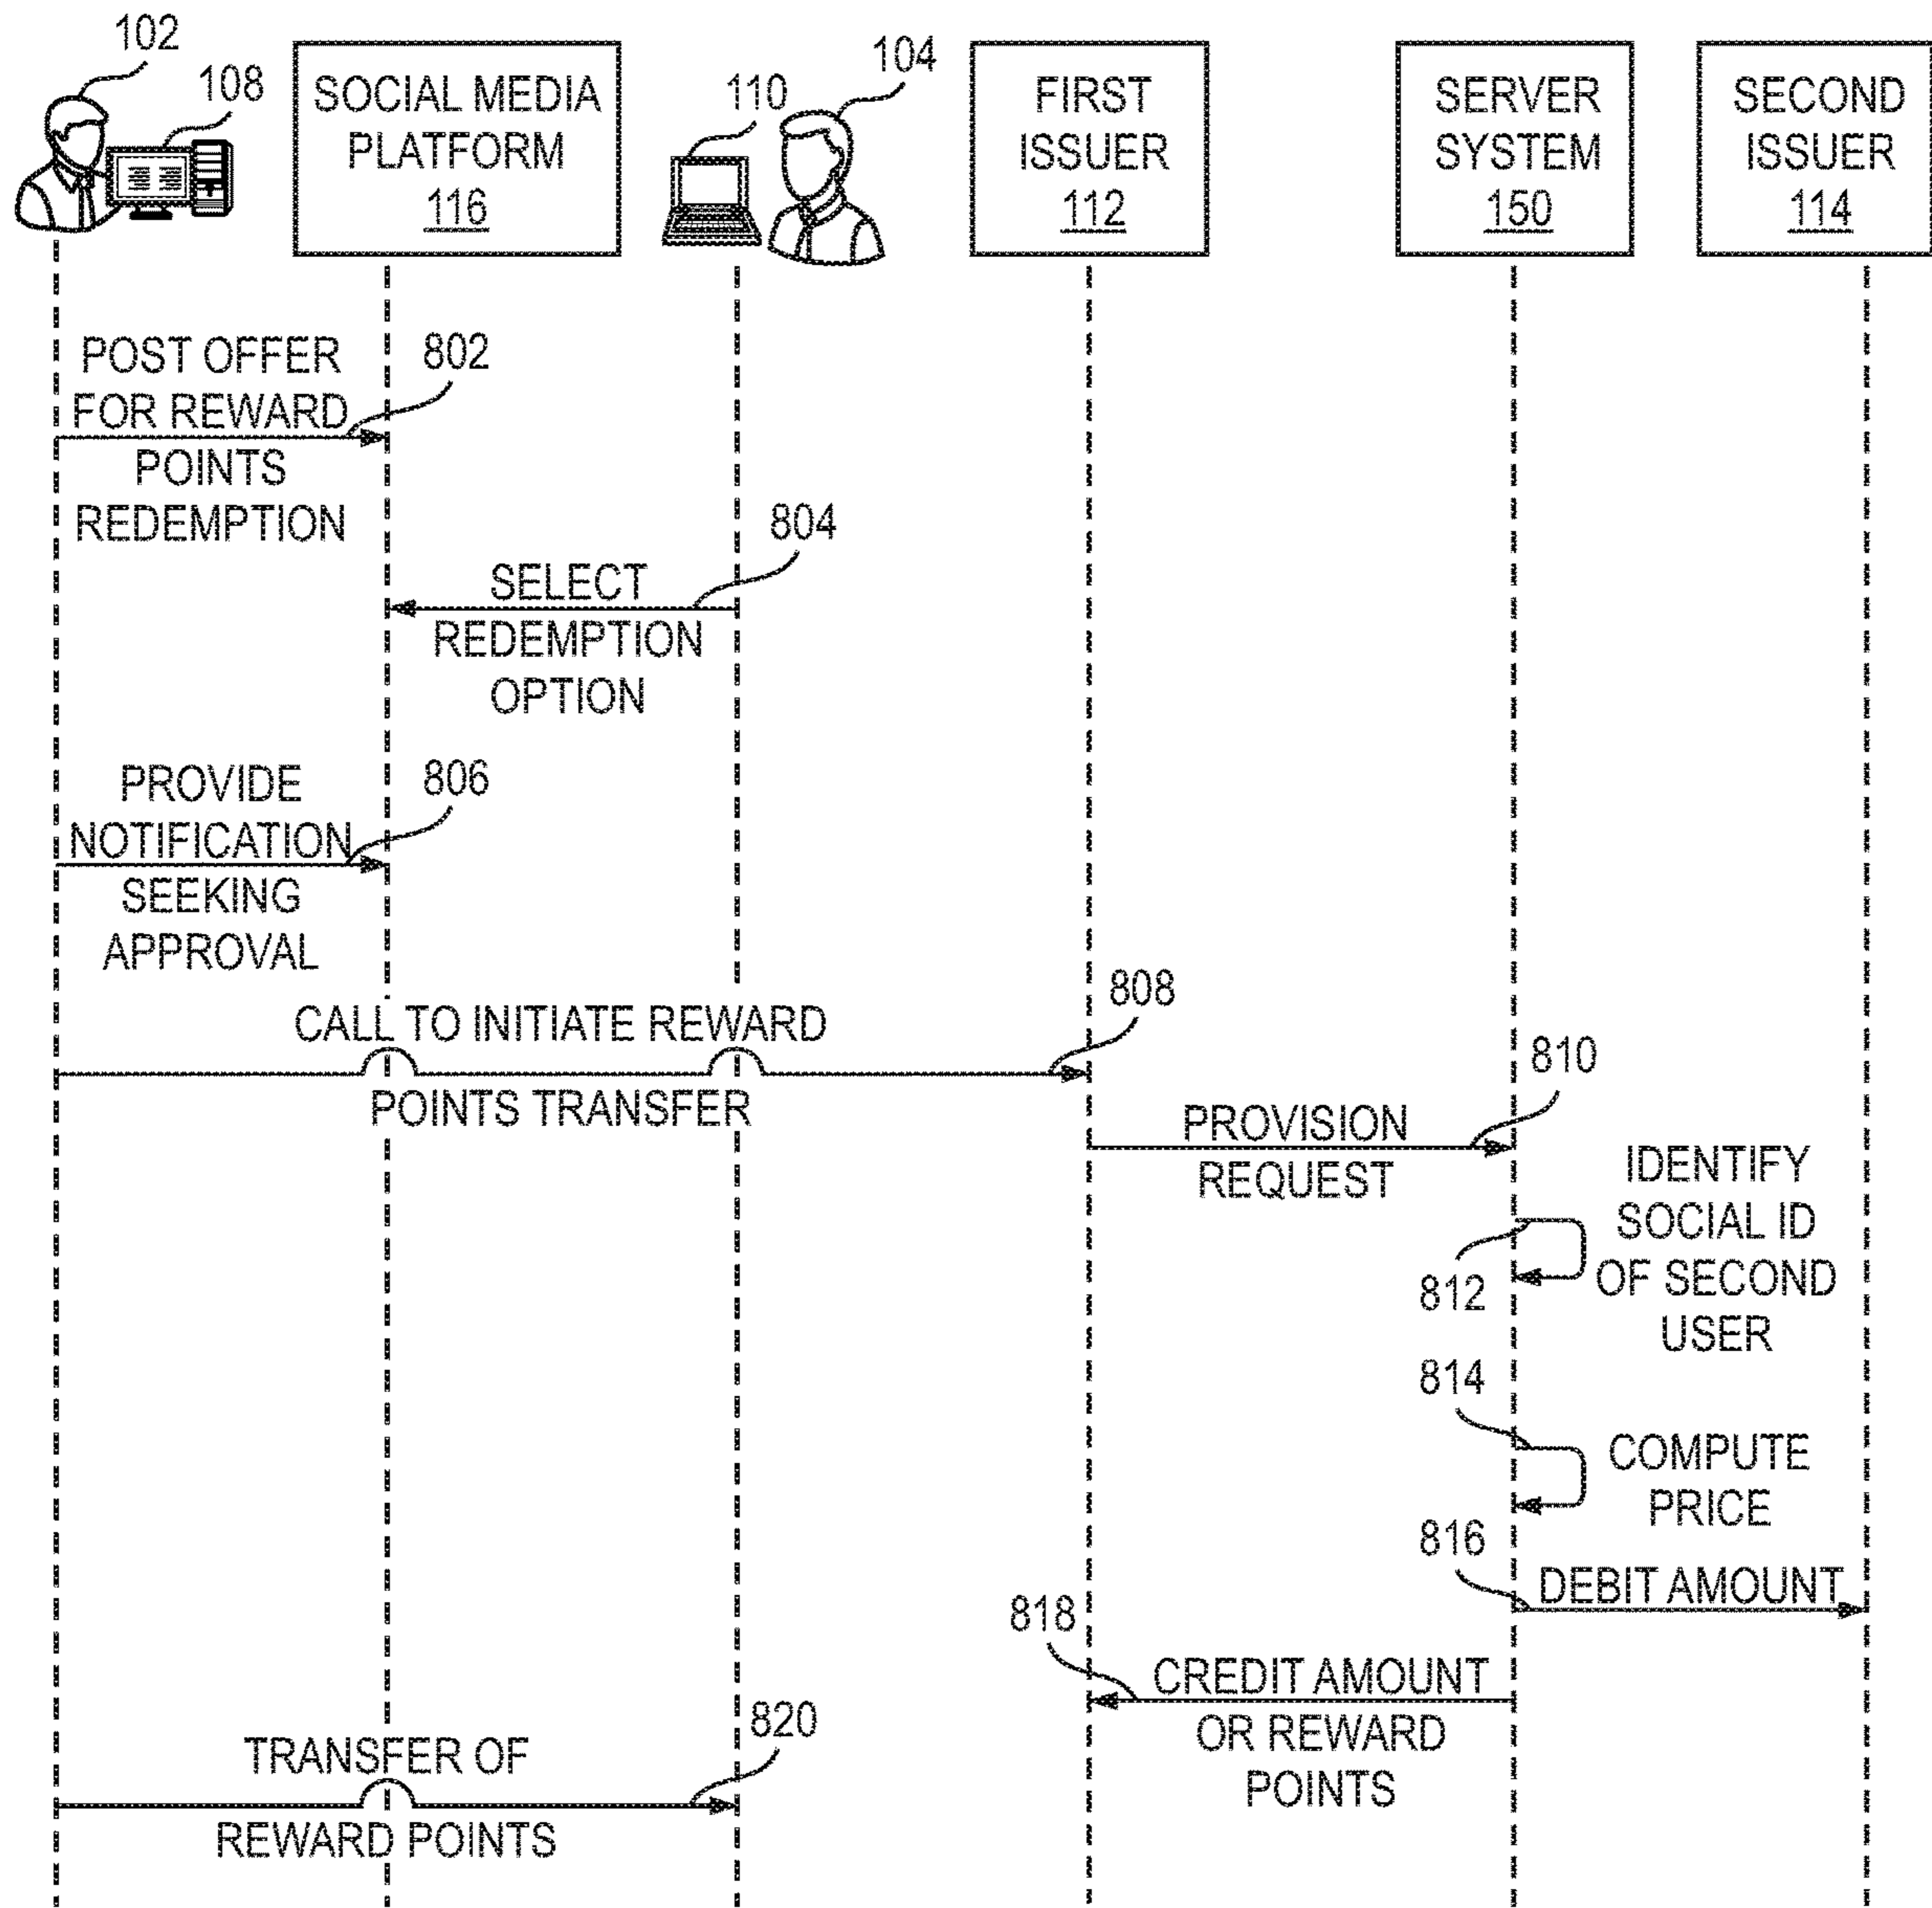 102
108
SOCIAL MEDIA
PLATFORM
116
110
104
FIRST
ISSUER
112
SERVER
SYSTEM
150
SECOND
ISSUER
114
POST OFFER
FOR REWARD
POINTS
REDEMPTION
802
804
SELECT
REDEMPTION
OPTION
PROVIDE
NOTIFICATION
SEEKING
APPROVAL
806
CALL TO INITIATE REWARD
POINTS TRANSFER
808
PROVISION
REQUEST
810
IDENTIFY
SOCIAL ID
OF SECOND
USER
812
814
COMPUTE
PRICE
816
DEBIT AMOUNT
818
CREDIT AMOUNT
OR REWARD
POINTS
TRANSFER OF
REWARD POINTS
820